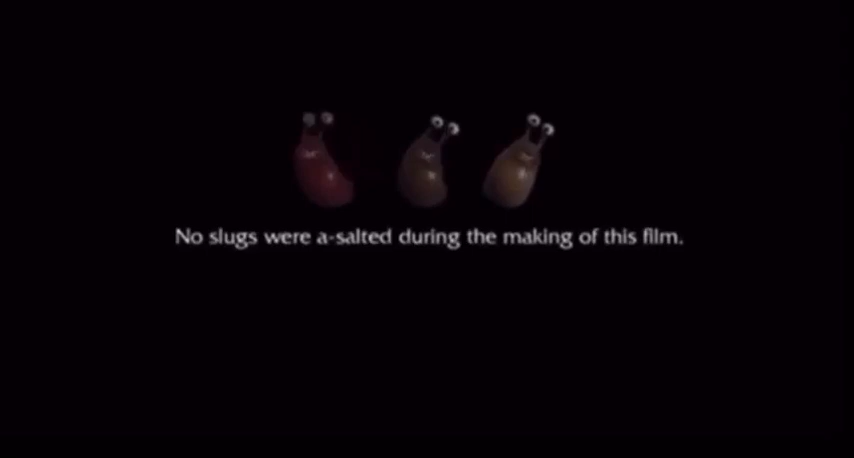 No slugs were a-salted during the making of this film.